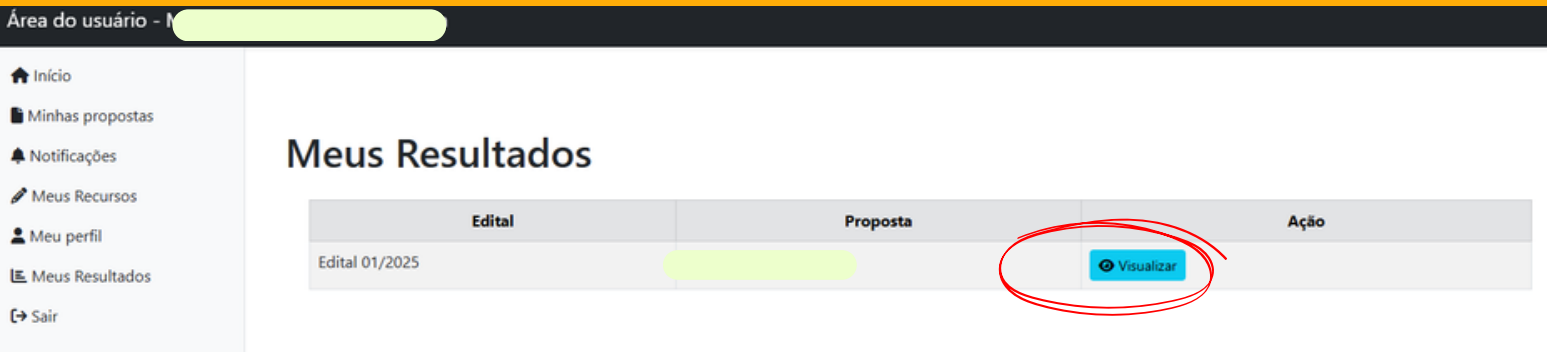 Área do usuário -
Início
Minhas propostas
Notificações
Meus Recursos
Meu perfil
Meus Resultados
Sair
Meus Resultados
Edital Proposta Ação
Edital 01/2025 Visualizar